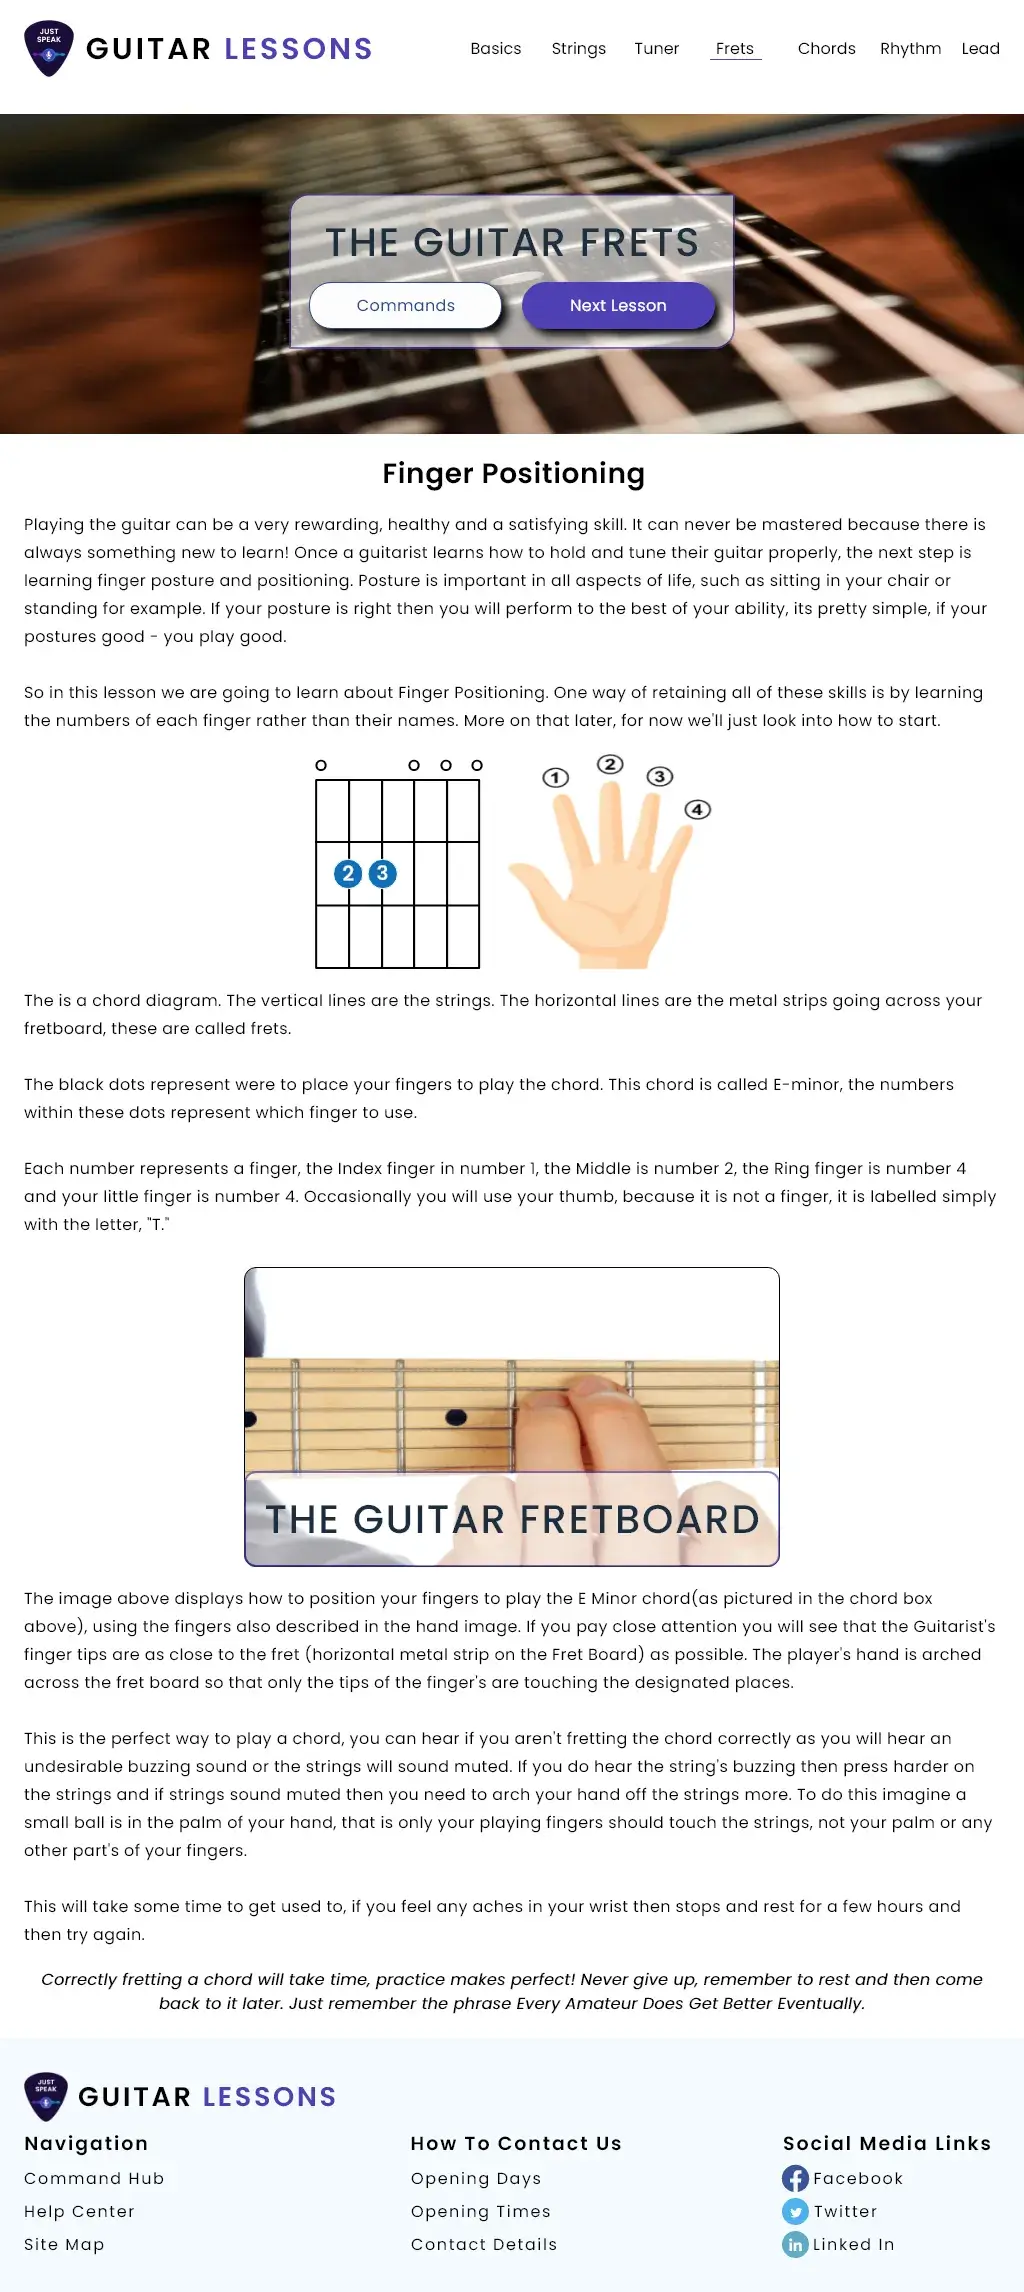 JUST
SPEAK
GUITAR LESSONS
Basics Strings Tuner Frets Chords Rhythm Lead
THE GUITAR FRETS
Commands Next Lesson
Finger Positioning
Playing the guitar can be a very rewarding, healthy and a satisfying skill. It can never be mastered because there is
always something new to learn! Once a guitarist learns how to hold and tune their guitar properly, the next step is
learning finger posture and positioning. Posture is important in all aspects of life, such as sitting in your chair or
standing for example. If your posture is right then you will perform to the best of your ability, its pretty simple, if your
postures good - you play good.
So in this lesson we are going to learn about Finger Positioning. One way of retaining all of these skills is by learning
the numbers of each finger rather than their names. More on that later, for now we'll just look into how to start.
O O O O
2 3
1 2 3 4
The is a chord diagram. The vertical lines are the strings. The horizontal lines are the metal strips going across your
fretboard, these are called frets.
The black dots represent were to place your fingers to play the chord. This chord is called E-minor, the numbers
within these dots represent which finger to use.
Each number represents a finger, the Index finger in number 1, the Middle is number 2, the Ring finger is number 4
and your little finger is number 4. Occasionally you will use your thumb, because it is not a finger, it is labelled simply
with the letter, "T."
THE GUITAR FRETBOARD
The image above displays how to position your fingers to play the E Minor chord(as pictured in the chord box
above), using the fingers also described in the hand image. If you pay close attention you will see that the Guitarist's
finger tips are as close to the fret (horizontal metal strip on the Fret Board) as possible. The player's hand is arched
across the fret board so that only the tips of the finger's are touching the designated places.
This is the perfect way to play a chord, you can hear if you aren't fretting the chord correctly as you will hear an
undesirable buzzing sound or the strings will sound muted. If you do hear the string's buzzing then press harder on
the strings and if strings sound muted then you need to arch your hand off the strings more. To do this imagine a
small ball is in the palm of your hand, that is only your playing fingers should touch the strings, not your palm or any
other part's of your fingers.
This will take some time to get used to, if you feel any aches in your wrist then stops and rest for a few hours and
then try again.
Correctly fretting a chord will take time, practice makes perfect! Never give up, remember to rest and then come
back to it later. Just remember the phrase Every Amateur Does Get Better Eventually.
JUST
SPEAK
GUITAR LESSONS
Navigation How To Contact Us Social Media Links
Command Hub Opening Days Facebook
Help Center Opening Times Twitter
Site Map Contact Details Linked In